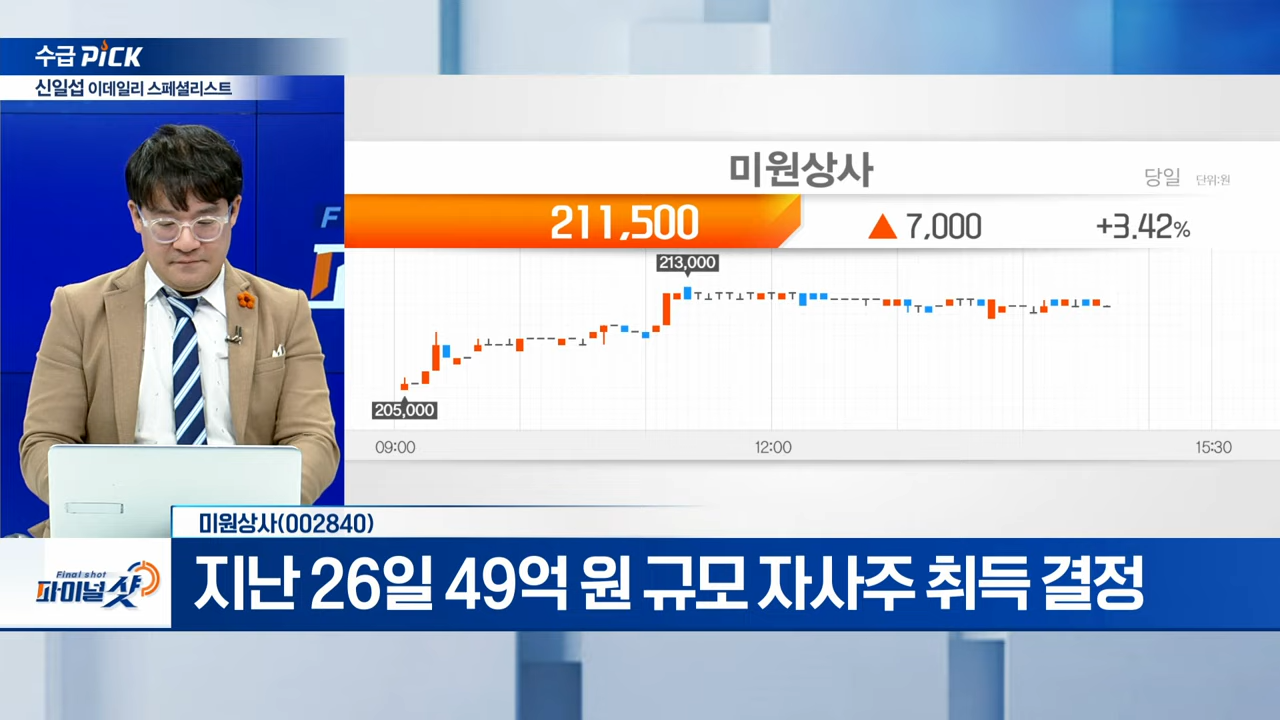 수급 PiCK
신일섭 이데일리 스페셜리스트
F
미원상사
당일 단위:원
211,500 ▲ 7,000 +3.42%
213,000
205,000
09:00 12:00 15:30
미원상사(002840)
Final shot
파이널샷
지난 26일 49억 원 규모 자사주 취득 결정